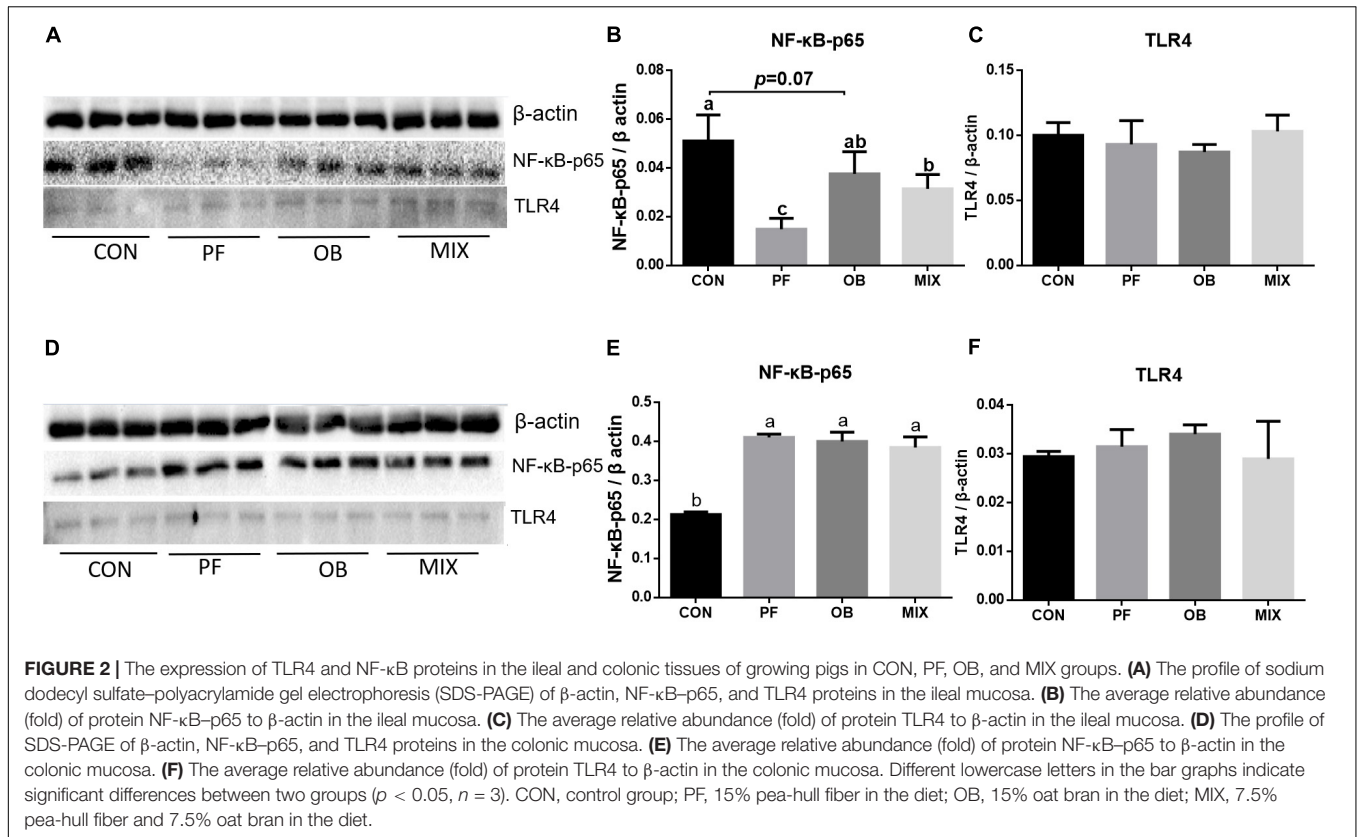 A
β-actin
NF-κB-p65
TLR4
CON PF OB MIX
B
NF-κB-p65
NF-κB-p65 / β actin
0.08
0.06
0.04
0.02
0.00
p=0.07
a
c
ab
b
CON PF OB MIX
C
TLR4
TLR4 / β-actin
0.15
0.10
0.05
0.00
CON PF OB MIX
D
β-actin
NF-κB-p65
TLR4
CON PF OB MIX
E
NF-κB-p65
NF-κB-p65 / β actin
0.5
0.4
0.3
0.2
0.1
0.0
b
a
a
a
CON PF OB MIX
F
TLR4
TLR4 / β-actin
0.04
0.03
0.02
0.01
0.00
CON PF OB MIX
FIGURE 2 | The expression of TLR4 and NF-κB proteins in the ileal and colonic tissues of growing pigs in CON, PF, OB, and MIX groups. (A) The profile of sodium
dodecyl sulfate–polyacrylamide gel electrophoresis (SDS-PAGE) of β-actin, NF-κB–p65, and TLR4 proteins in the ileal mucosa. (B) The average relative abundance
(fold) of protein NF-κB–p65 to β-actin in the ileal mucosa. (C) The average relative abundance (fold) of protein TLR4 to β-actin in the ileal mucosa. (D) The profile of
SDS-PAGE of β-actin, NF-κB–p65, and TLR4 proteins in the colonic mucosa. (E) The average relative abundance (fold) of protein NF-κB–p65 to β-actin in the
colonic mucosa. (F) The average relative abundance (fold) of protein TLR4 to β-actin in the colonic mucosa. Different lowercase letters in the bar graphs indicate
significant differences between two groups (p < 0.05, n = 3). CON, control group; PF, 15% pea-hull fiber in the diet; OB, 15% oat bran in the diet; MIX, 7.5%
pea-hull fiber and 7.5% oat bran in the diet.